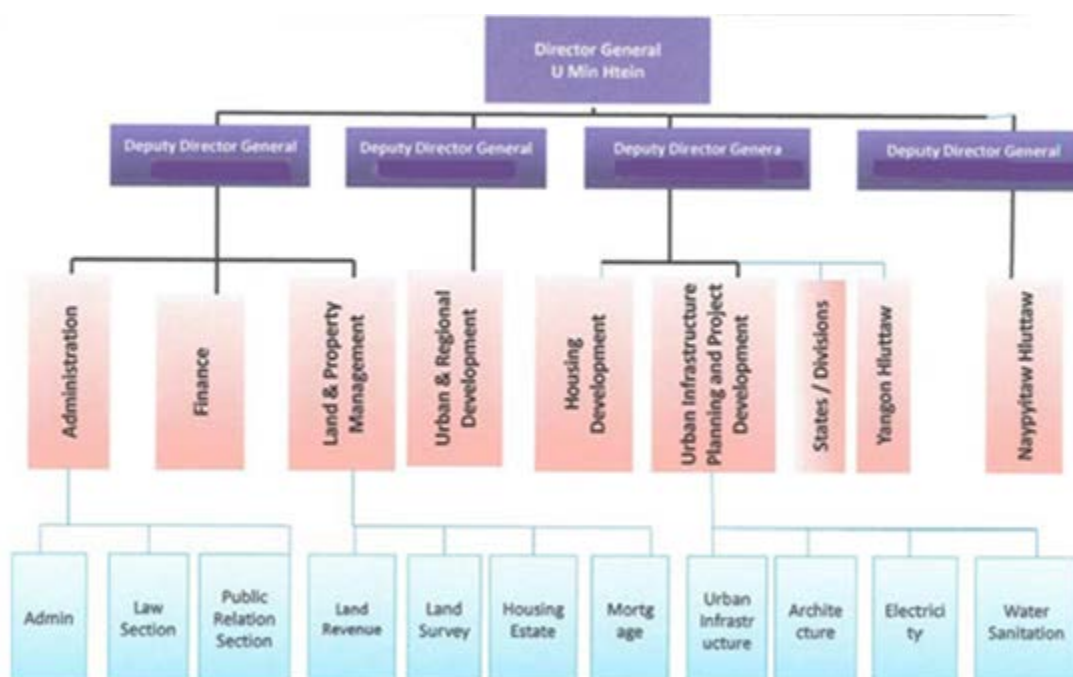 Director General
U Min Htein
Deputy Director General
Deputy Director General
Deputy Director Genera
Deputy Director General
Administration
Finance
Land & Property
Management
Urban & Regional
Development
Housing
Development
Urban Infrastructure
Planning and Project
Development
States / Divisions
Yangon Hluttaw
Naypyitaw Hluttaw
Admin
Law
Section
Public
Relation
Section
Land
Revenue
Land
Survey
Housing
Estate
Mortg
age
Urban
Infrastr
ucture
Archite
cture
Electrici
ty
Water
Sanitation